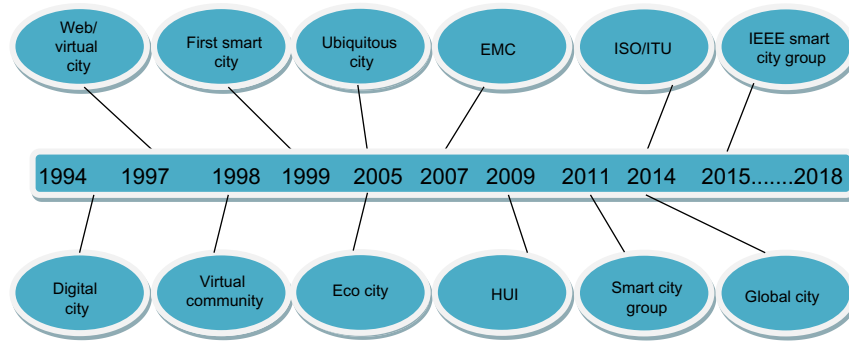 Web/
virtual
city
First smart
city
Ubiquitous
city
EMC
ISO/ITU
IEEE smart
city group
1994 1997 1998 1999 2005 2007 2009 2011 2014 2015.......2018
Digital
city
Virtual
community
Eco city
HUI
Smart city
group
Global city